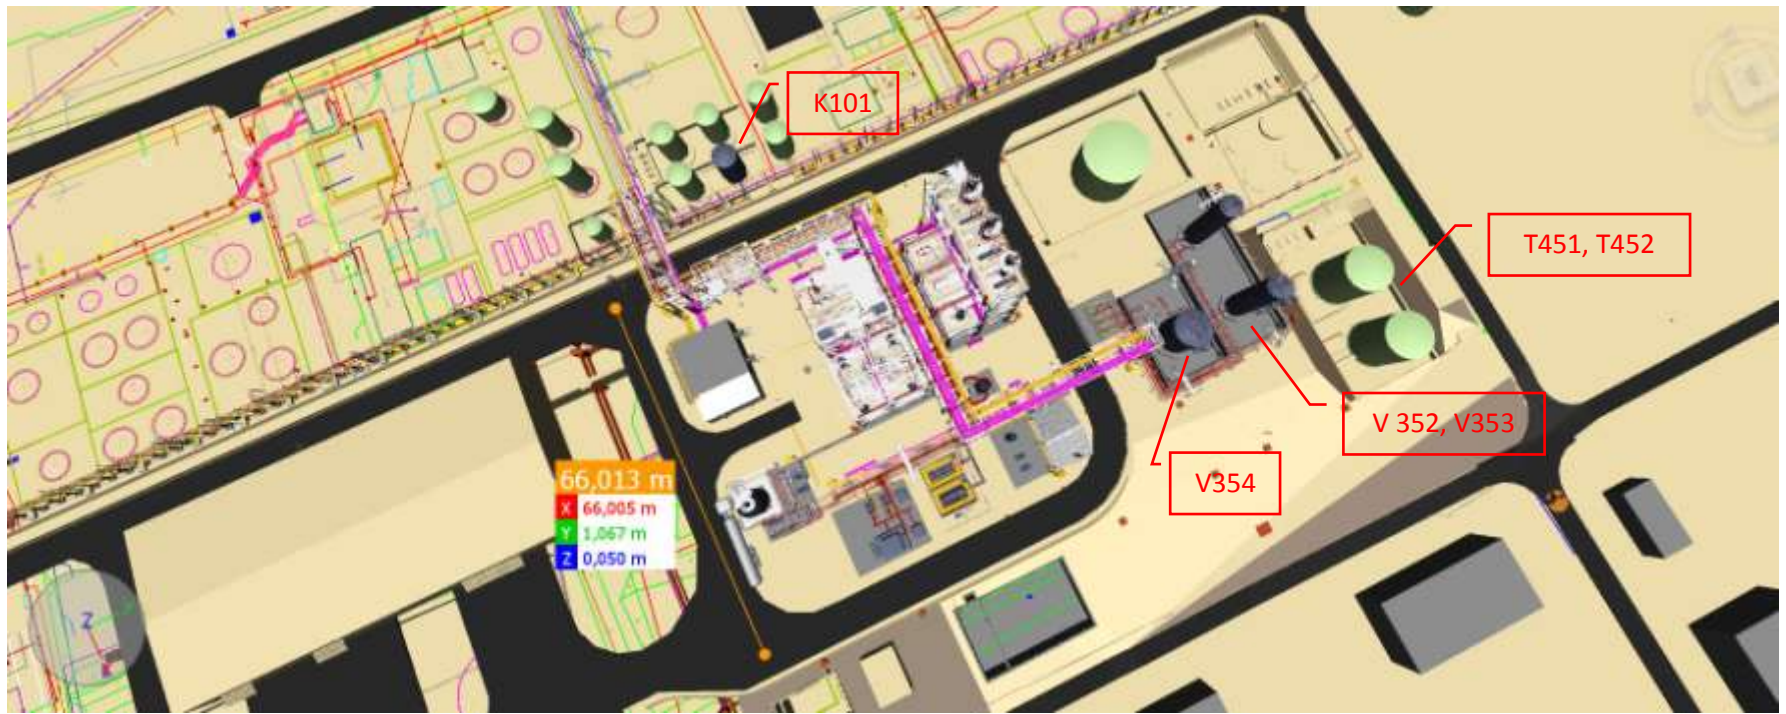 K101
T451, T452
V 352, V353
V354
66,013 m
X 66,005 m
Y 1,067 m
Z 0,050 m
Z